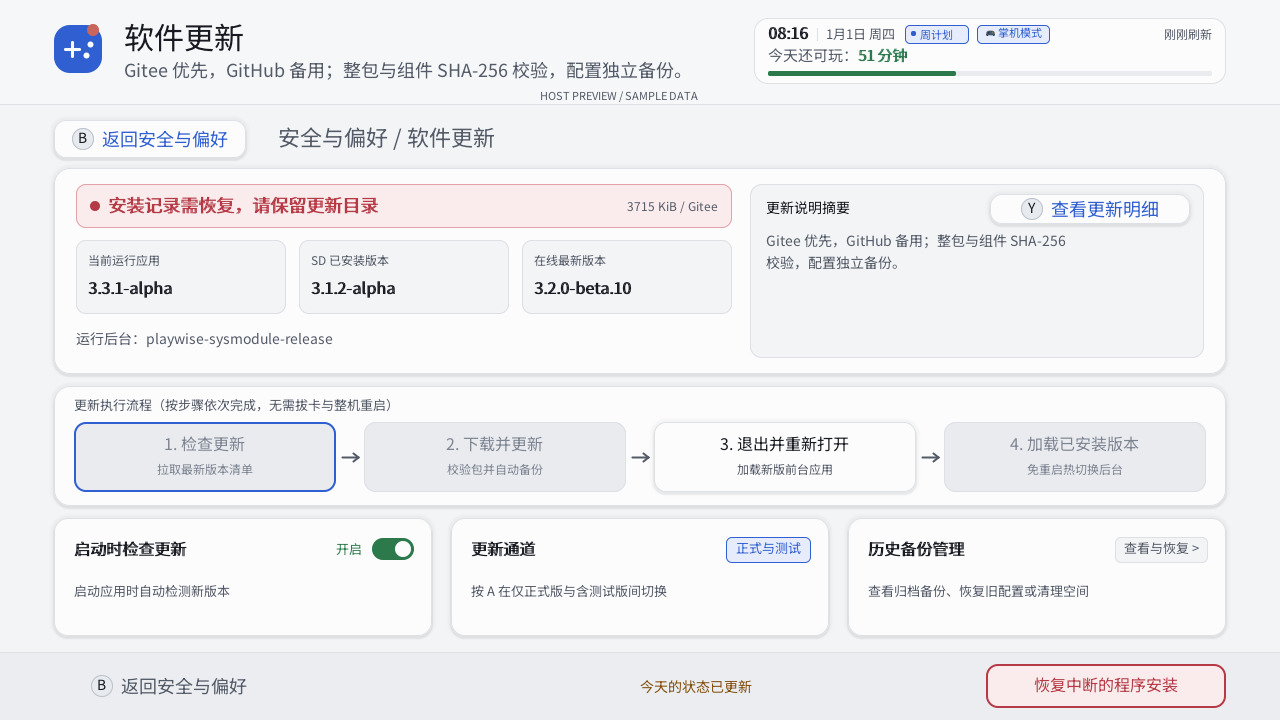 软件更新
Gitee 优先，GitHub 备用；整包与组件 SHA-256 校验，配置独立备份。
HOST PREVIEW / SAMPLE DATA
08:16 1月1日 周四 周计划 掌机模式 刚刚刷新
今天还可玩：51 分钟
B 返回安全与偏好
安全与偏好 / 软件更新
安装记录需恢复，请保留更新目录 3715 KiB / Gitee
当前运行应用
3.3.1-alpha
SD 已安装版本
3.1.2-alpha
在线最新版本
3.2.0-beta.10
运行后台：playwise-sysmodule-release
更新说明摘要
Y 查看更新明细
Gitee 优先，GitHub 备用；整包与组件 SHA-256
校验，配置独立备份。
更新执行流程（按步骤依次完成，无需拔卡与整机重启）
1. 检查更新
拉取最新版本清单
→
2. 下载并更新
校验包并自动备份
→
3. 退出并重新打开
加载新版前台应用
→
4. 加载已安装版本
免重启热切换后台
启动时检查更新 开启
启动应用时自动检测新版本
更新通道 正式与测试
按 A 在仅正式版与含测试版间切换
历史备份管理 查看与恢复 >
查看归档备份、恢复旧配置或清理空间
B 返回安全与偏好
今天的状态已更新
恢复中断的程序安装